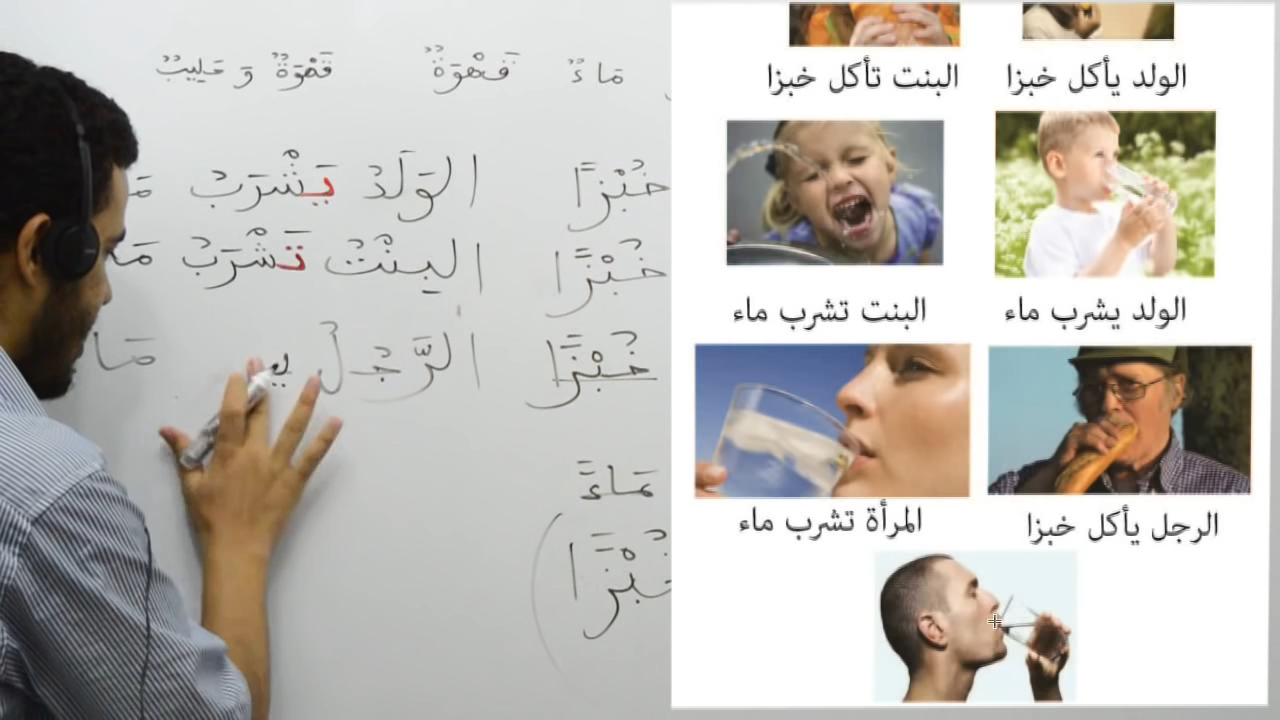 مَاءٌ قَهْوَةٌ قَهْوَةٌ وَ حَلِيبٌ
خُبْزًا الوَلَدُ يَشْرَبُ
خُبْزًا البِنْتُ تَشْرَبُ
خُبْزًا الرَّجُلُ يـ مَا
مَاءً
خُبْزًا
الولد يأكل خبزا
البنت تأكل خبزا
الولد يشرب ماء
البنت تشرب ماء
الرجل يأكل خبزا
المرأة تشرب ماء